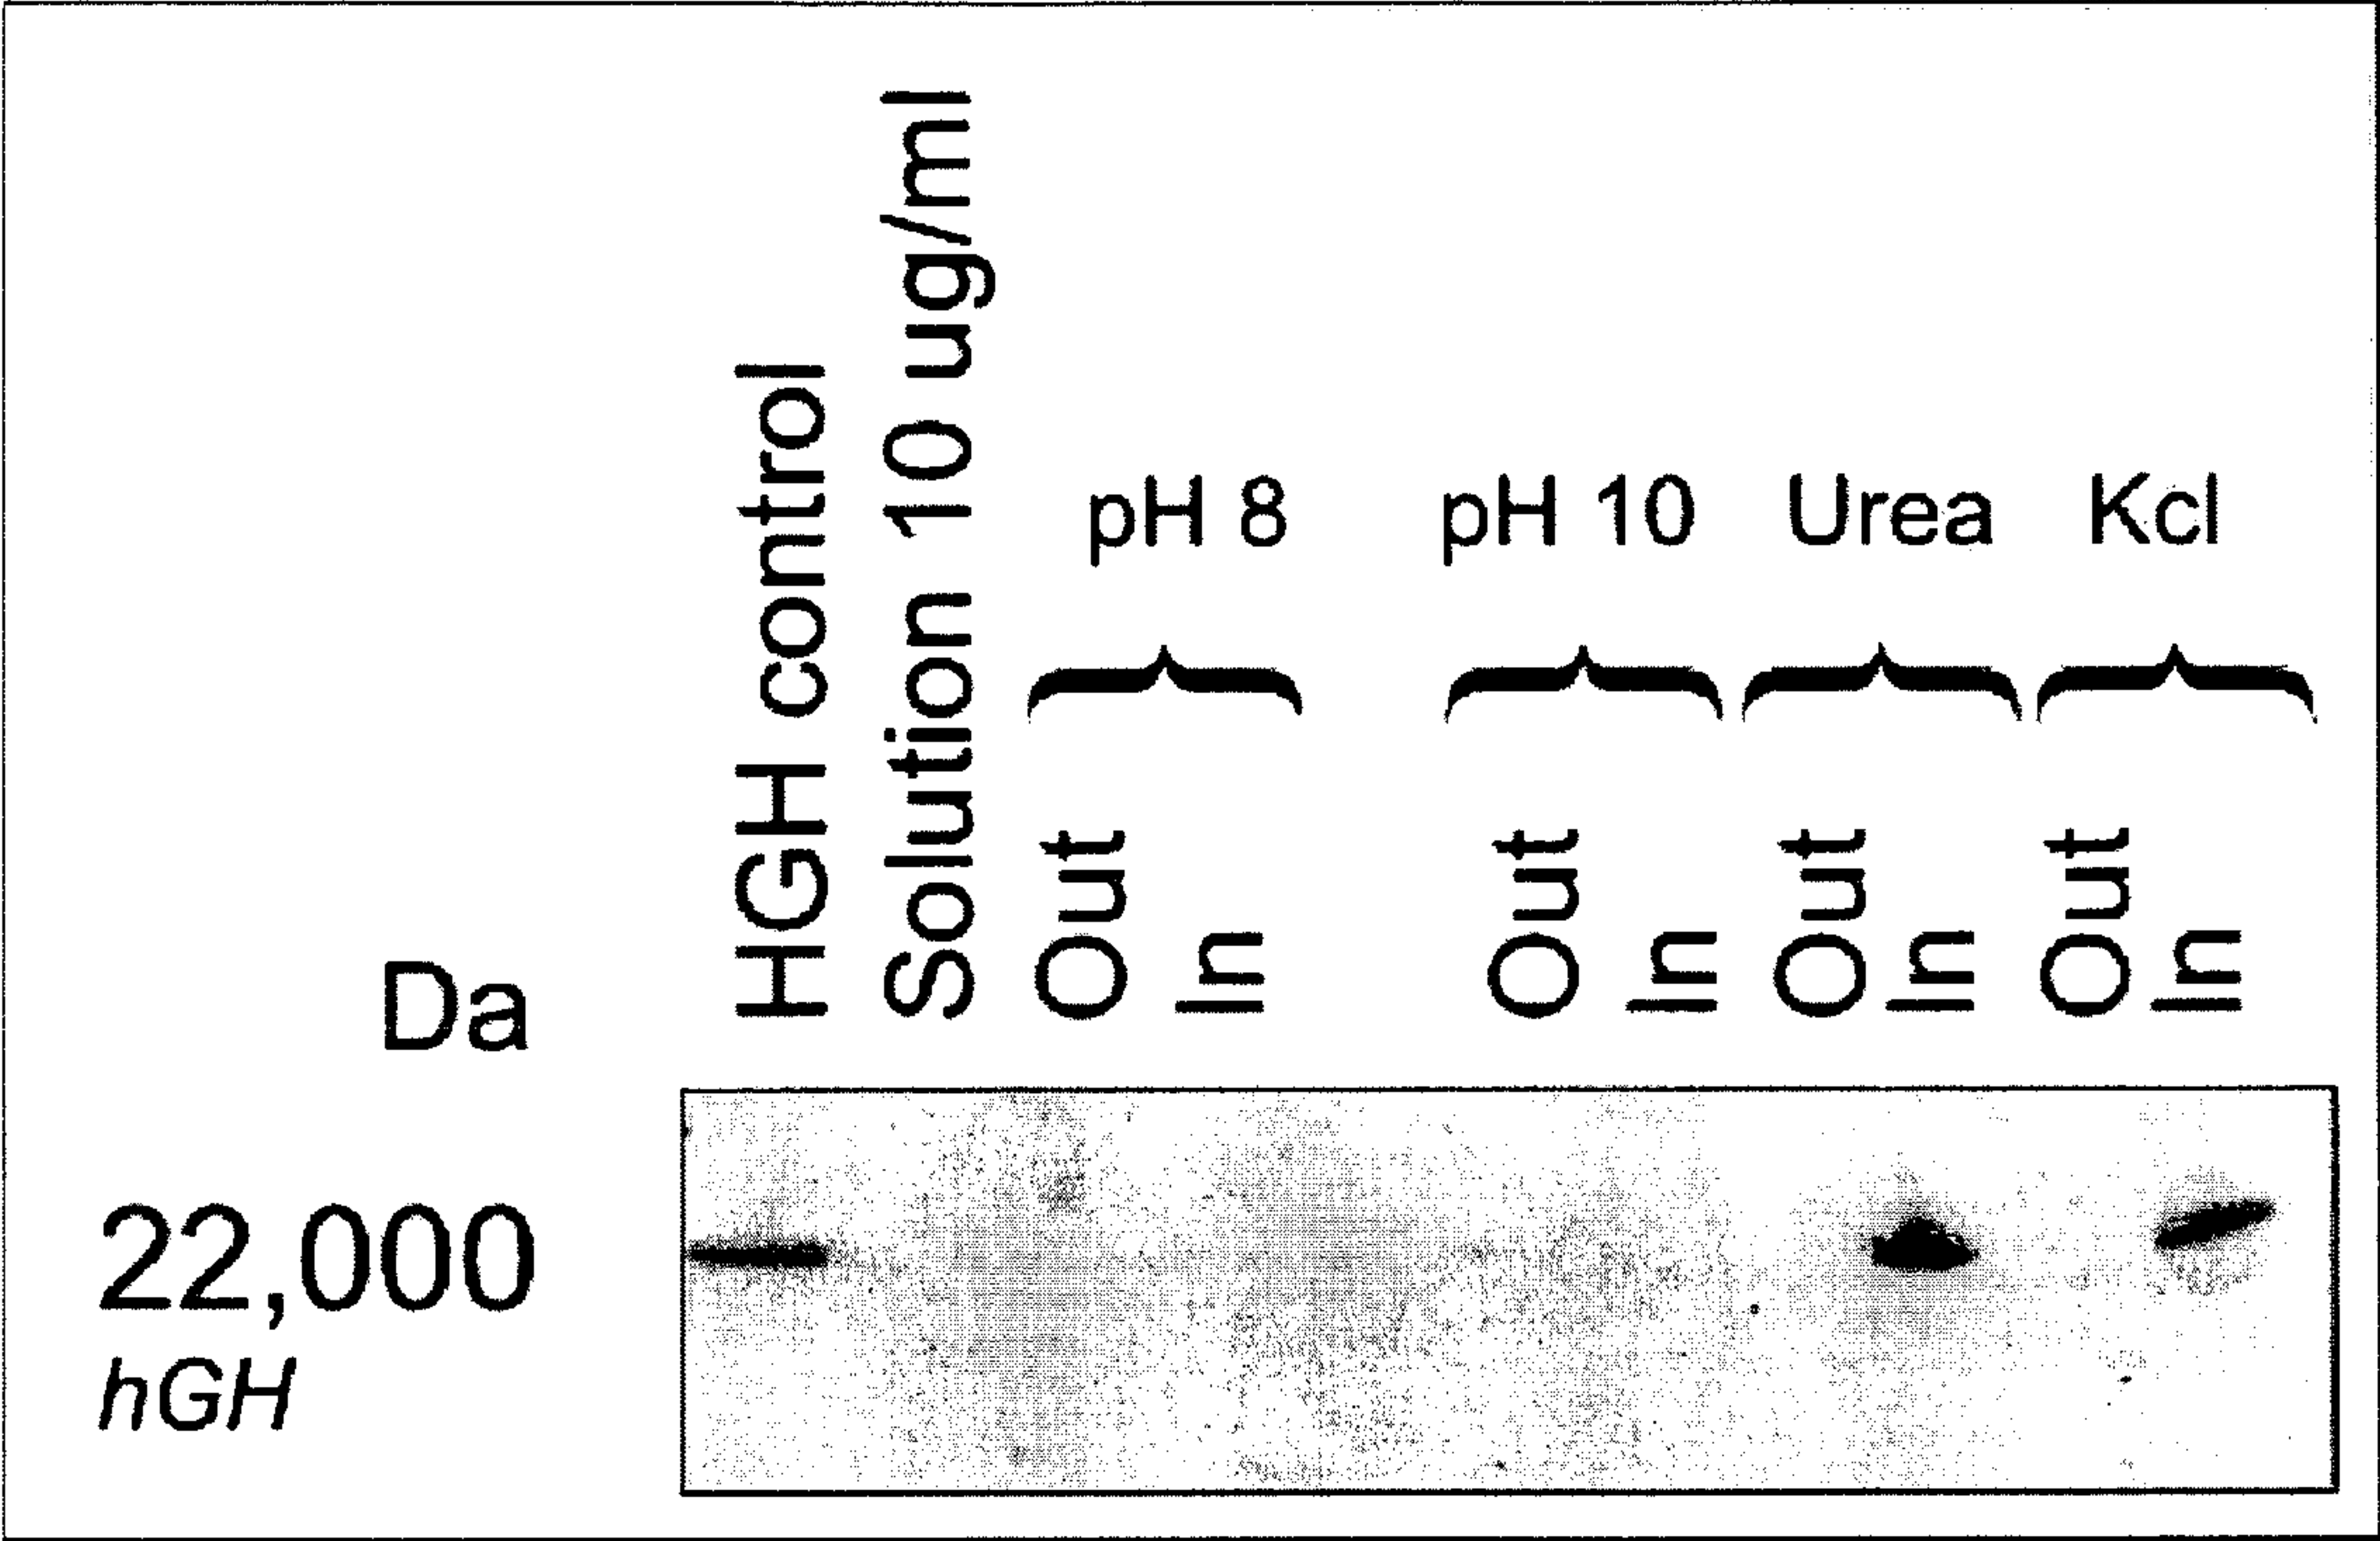 HGH control
Solution 10 ug/ml
pH 8
pH 10
Urea
Kcl
Out
In
Out
In
Out
In
Out
In
Da
22,000
hGH